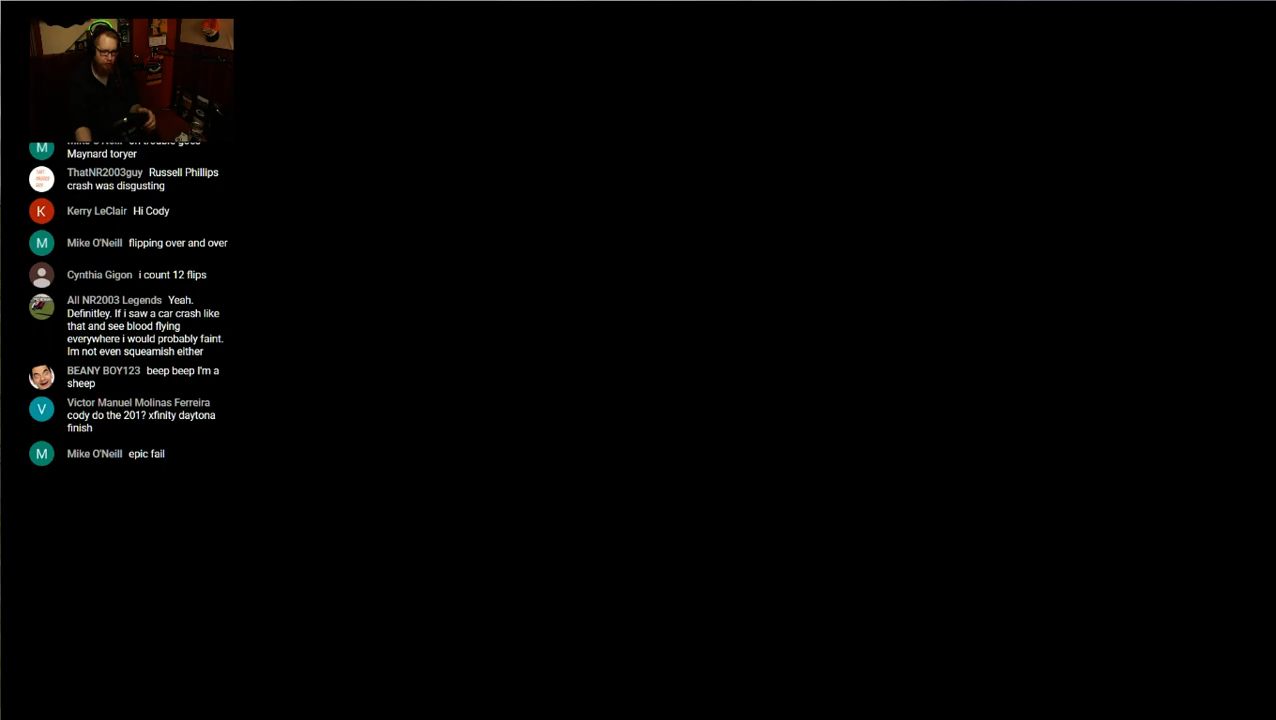 Maynard toryer
ThatNR2003guy Russell Phillips
crash was disgusting
K Kerry LeClair Hi Cody
M Mike O'Neill flipping over and over
Cynthia Gigon i count 12 flips
All NR2003 Legends Yeah.
Definitley. If i saw a car crash like
that and see blood flying
everywhere i would probably faint.
Im not even squeamish either
BEANY BOY123 beep beep I'm a
sheep
V Victor Manuel Molinas Ferreira
cody do the 201? xfinity daytona
finish
M Mike O'Neill epic fail